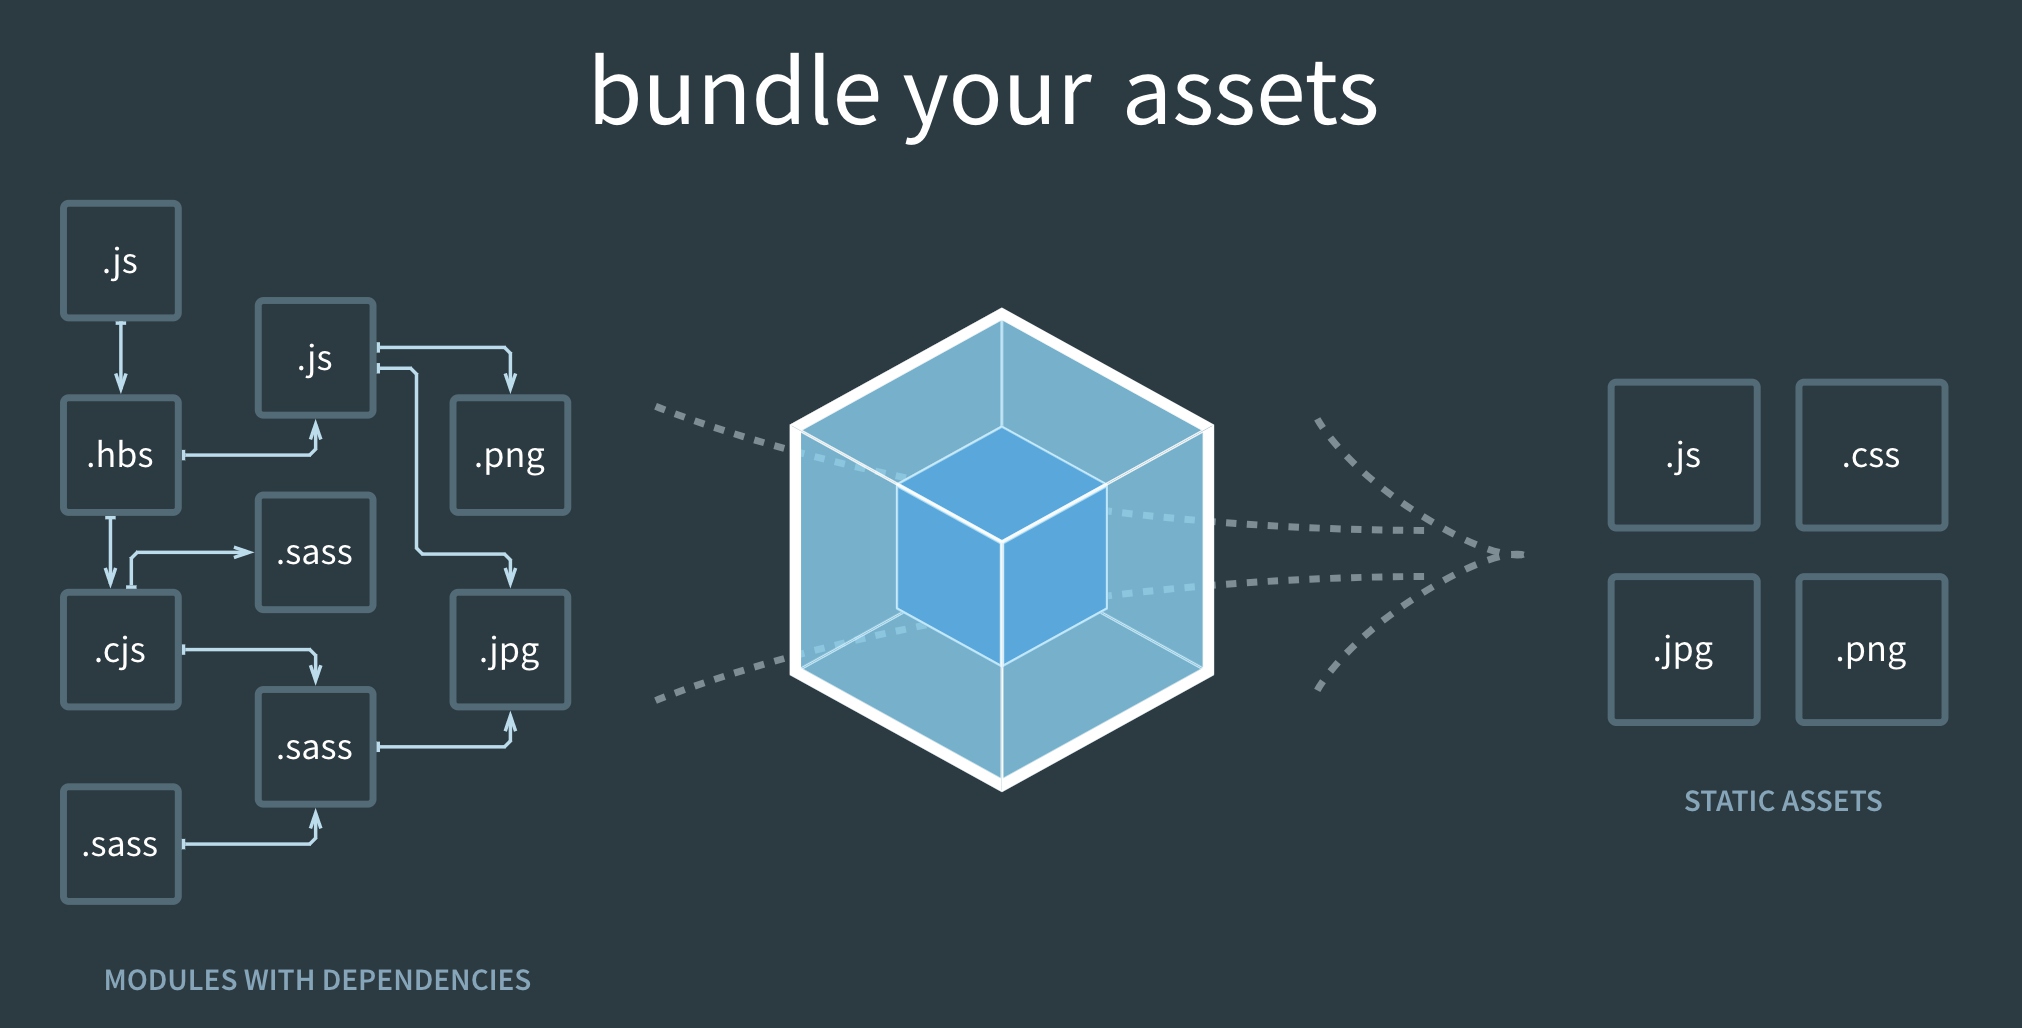 bundle your assets
.js
.js
.hbs
.png
.sass
.cjs
.jpg
.sass
.sass
MODULES WITH DEPENDENCIES
.js
.css
.jpg
.png
STATIC ASSETS